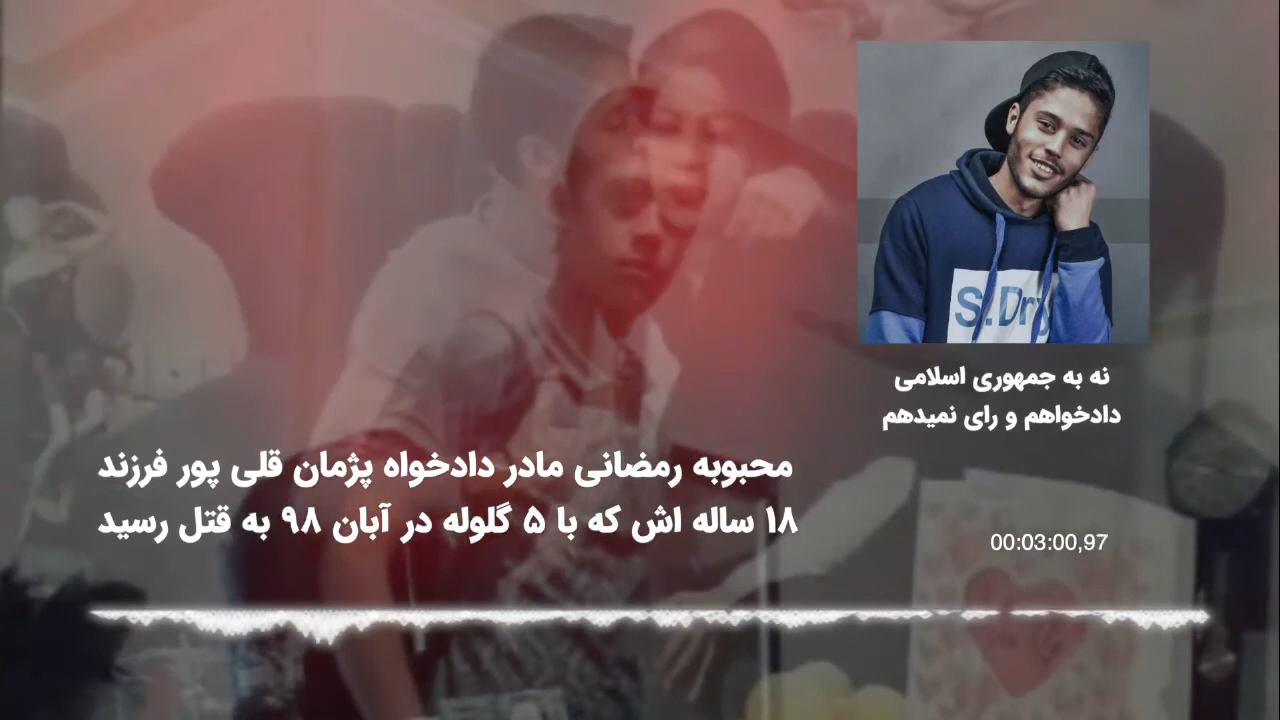 S.Dry
نه به جمهوری اسلامی
دادخواهم و رای نمیدهم
محبوبه رمضانی مادر دادخواه پژمان قلی پور فرزند
۱۸ ساله اش که با ۵ گلوله در آبان ۹۸ به قتل رسید
00:03:00,97